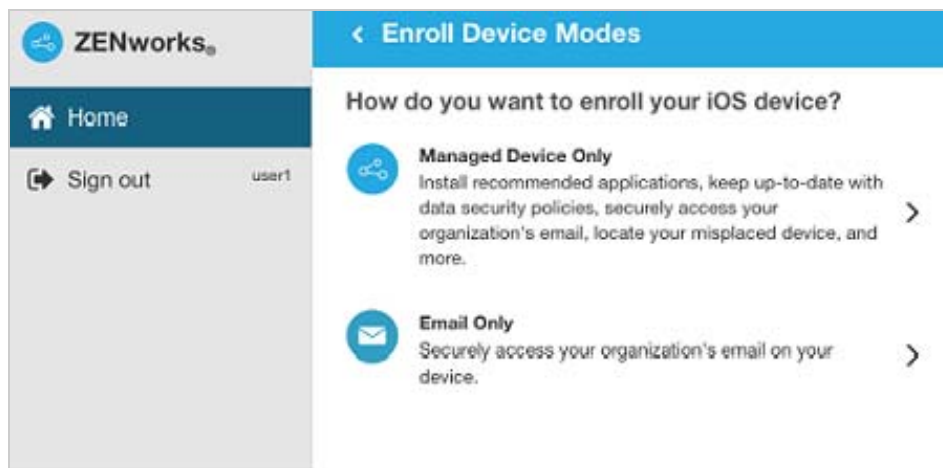 ZENworks®
Home
Sign out
user1
Enroll Device Modes
How do you want to enroll your iOS device?
Managed Device Only
Install recommended applications, keep up-to-date with
data security policies, securely access your
organization's email, locate your misplaced device, and
more.
Email Only
Securely access your organization's email on your
device.